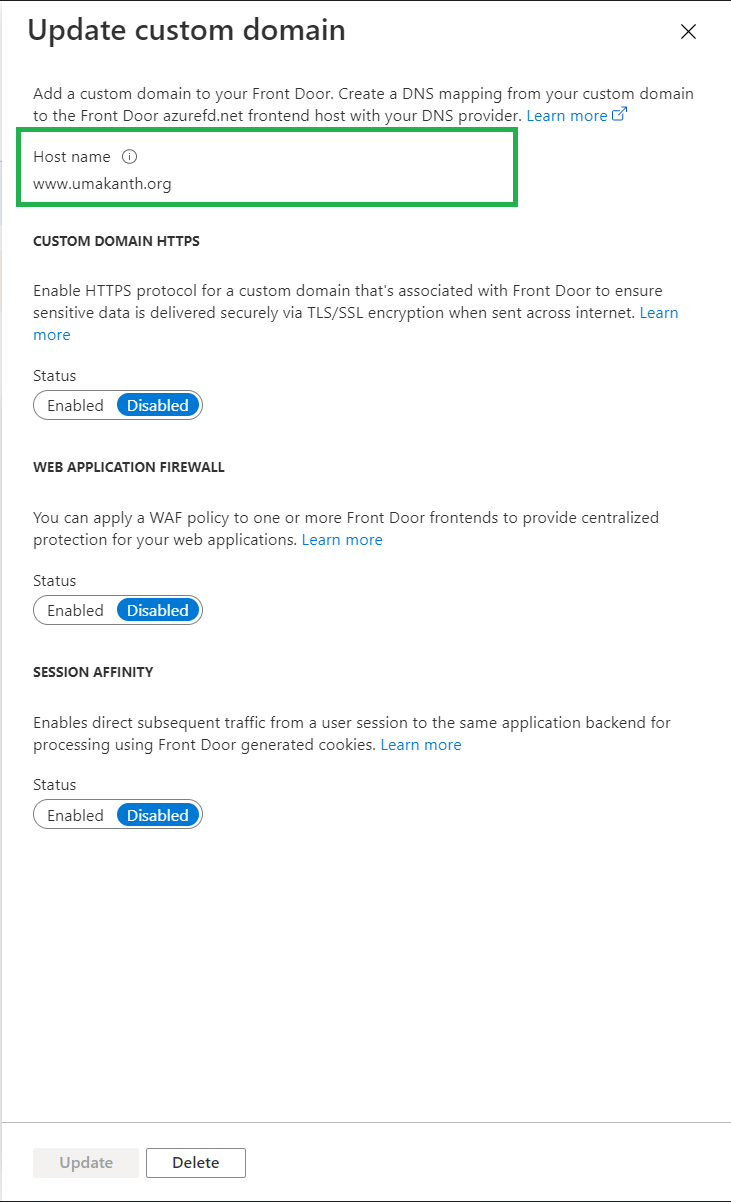 Update custom domain
Add a custom domain to your Front Door. Create a DNS mapping from your custom domain
to the Front Door azurefd.net frontend host with your DNS provider. Learn more
Host name
www.umakanth.org
CUSTOM DOMAIN HTTPS
Enable HTTPS protocol for a custom domain that's associated with Front Door to ensure
sensitive data is delivered securely via TLS/SSL encryption when sent across internet. Learn
more
Status
Enabled Disabled
WEB APPLICATION FIREWALL
You can apply a WAF policy to one or more Front Door frontends to provide centralized
protection for your web applications. Learn more
Status
Enabled Disabled
SESSION AFFINITY
Enables direct subsequent traffic from a user session to the same application backend for
processing using Front Door generated cookies. Learn more
Status
Enabled Disabled
Update Delete